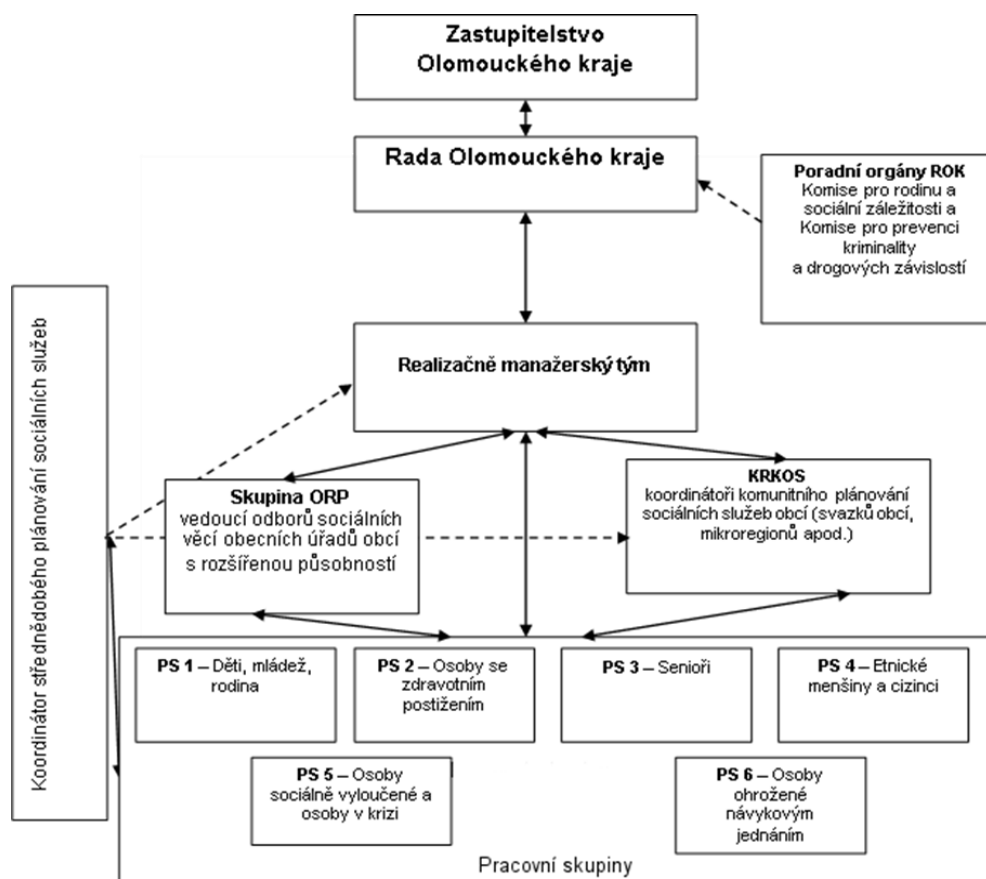 Zastupitelstvo
Olomouckého kraje
Rada Olomouckého kraje
Poradní orgány ROK
Komise pro rodinu a
sociální záležitosti a
Komise pro prevenci
kriminality
a drogových závislostí
Koordinátor střednědobého plánování sociálních služeb
Realizačně manažerský tým
Skupina ORP
vedoucí odborů sociálních
věcí obecních úřadů obcí
s rozšířenou působností
KRKOS
koordinátoři komunitního plánování
sociálních služeb obcí (svazků obcí,
mikroregionů apod.)
PS 1 – Děti, mládež,
rodina
PS 2 – Osoby se
zdravotním
postižením
PS 3 – Senioři
PS 4 – Etnické
menšiny a cizinci
PS 5 – Osoby
sociálně vyloučené a
osoby v krizi
PS 6 – Osoby
ohrožené
návykovým
jednáním
Pracovní skupiny